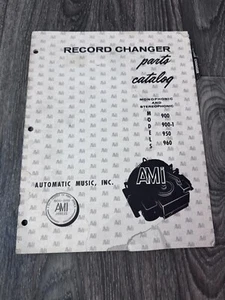 RECORD CHANGER
parts
catalog
MONOPHONIC
AND
STEREOPHONIC
MODELS
900
900-1
950
960
AUTOMATIC MUSIC, INC.
AMI
AMI